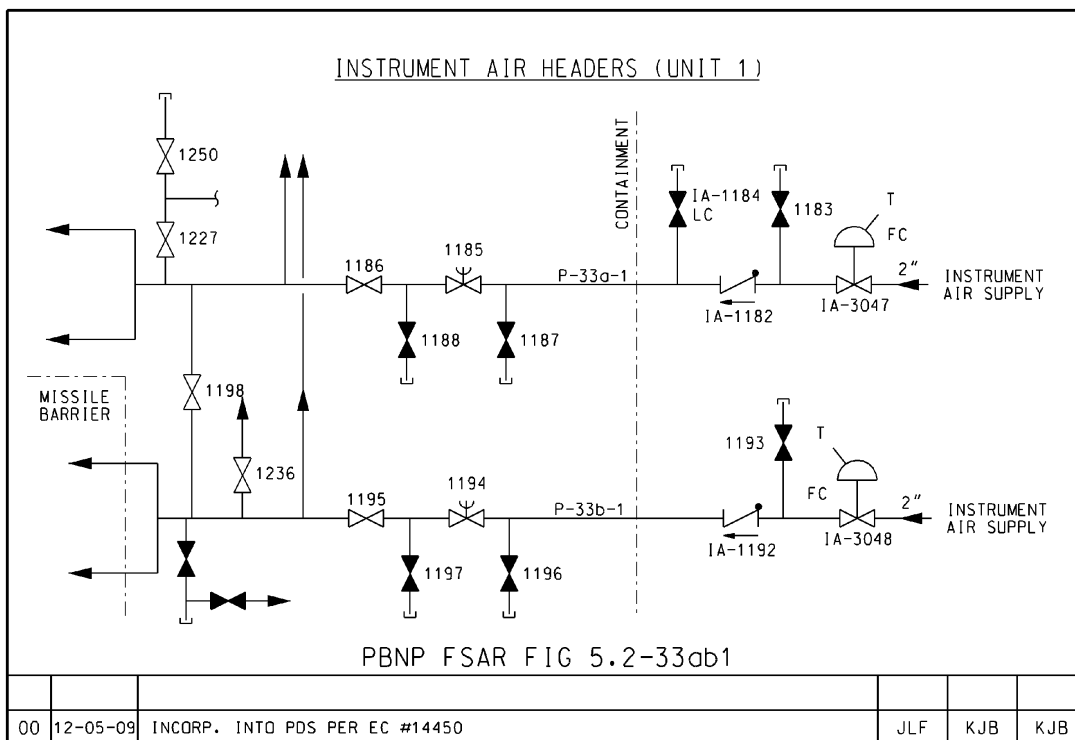 INSTRUMENT AIR HEADERS (UNIT 1)
1250
1227
CONTAINMENT
IA-1184
LC
1183
T
FC
1186
1185
P-33a-1
2"
INSTRUMENT
AIR SUPPLY
IA-1182
IA-3047
1188
1187
MISSILE
BARRIER
1198
1193
T
1236
1195
1194
FC
P-33b-1
2"
INSTRUMENT
AIR SUPPLY
IA-1192
IA-3048
1197
1196
PBNP FSAR FIG 5.2-33ab1
00 12-05-09 INCORP. INTO PDS PER EC #14450 JLF KJB KJB